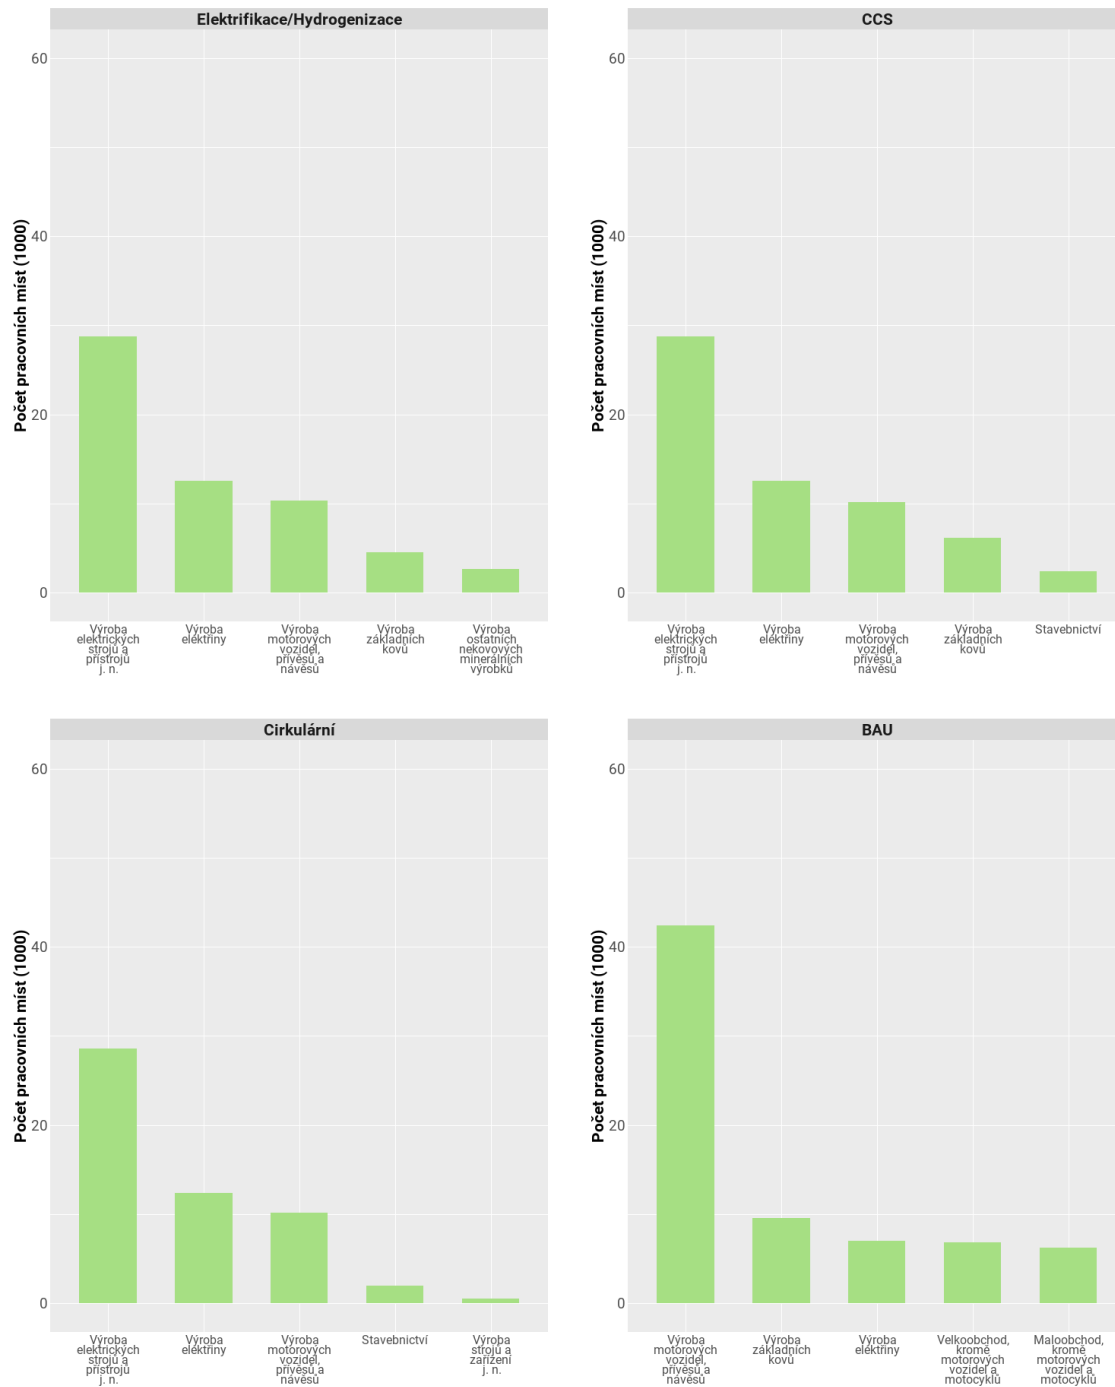 Elektrifikace/Hydrogenizace
60
40
20
0
Počet pracovních míst (1000)
Výroba
elektrických
strojů a
přístrojů
j. n.
Výroba
elektřiny
Výroba
motorových
vozidel,
přívěsů a
návěsů
Výroba
základních
kovů
Výroba
ostatních
nekovových
minerálních
výrobků
CCS
60
40
20
0
Počet pracovních míst (1000)
Výroba
elektrických
strojů a
přístrojů
j. n.
Výroba
elektřiny
Výroba
motorových
vozidel,
přívěsů a
návěsů
Výroba
základních
kovů
Stavebnictví
Cirkulární
60
40
20
0
Počet pracovních míst (1000)
Výroba
elektrických
strojů a
přístrojů
j. n.
Výroba
elektřiny
Výroba
motorových
vozidel,
přívěsů a
návěsů
Stavebnictví
Výroba
strojů a
zařízení
j. n.
BAU
60
40
20
0
Počet pracovních míst (1000)
Výroba
motorových
vozidel,
přívěsů a
návěsů
Výroba
základních
kovů
Výroba
elektřiny
Velkoobchod,
kromě
motorových
vozidel a
motocyklů
Maloobchod,
kromě
motorových
vozidel a
motocyklů